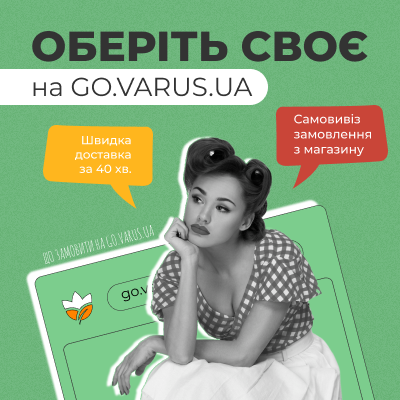 ОБЕРІТЬ СВОЄ
на GO.VARUS.UA
Швидка
доставка
за 40 хв.
Самовивіз
замовлення
з магазину
ЩО ЗАМОВИТИ НА GO.VARUS.UA
go.v